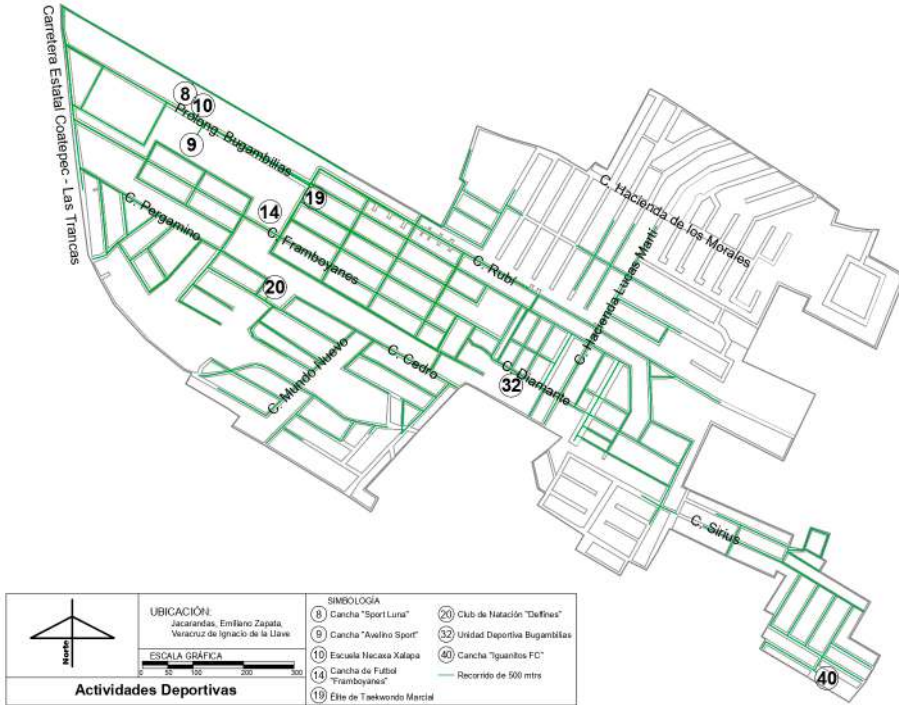 Carretera Estatal Coatepec - Las Trancas
8
10
Prolong. Bugambilias
9
19
14
C. Pergamino
C. Framboyanes
20
C. Hacienda de los Morales
C. Rubí
C. Hacienda Lucas Martí
C. Mundo Nuevo
C. Cedro
C. Diamante
32
C. Sirius
40
Norte
UBICACIÓN:
Jacarandas, Emiliano Zapata,
Veracruz de Ignacio de la Llave
ESCALA GRÁFICA
0 50 100 200 300
Actividades Deportivas
SIMBOLOGÍA
8 Cancha "Sport Luna"
9 Cancha "Avelino Sport"
10 Escuela Necaxa Xalapa
14 Cancha de Futbol
"Framboyanes"
19 Élite de Taekwondo Marcial
20 Club de Natación "Delfines"
32 Unidad Deportiva Bugambilias
40 Cancha "Iguanitos FC"
Recorrido de 500 mtrs